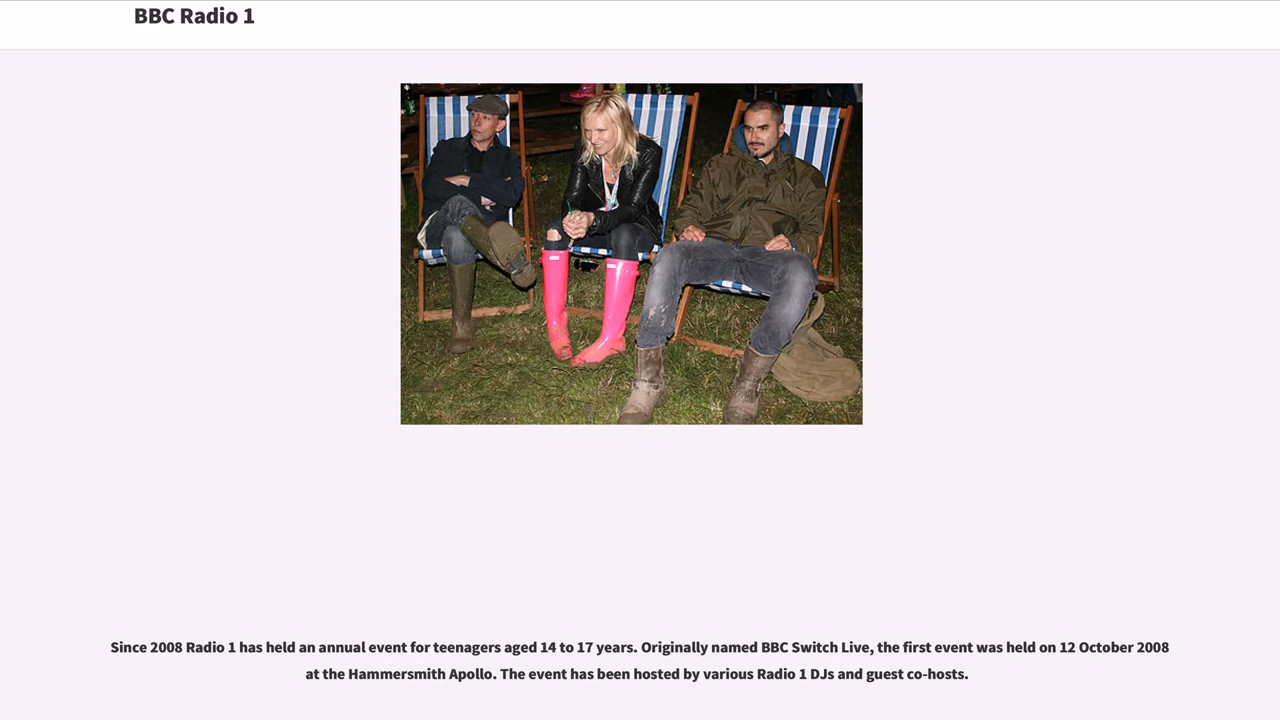 BBC Radio 1
Since 2008 Radio 1 has held an annual event for teenagers aged 14 to 17 years. Originally named BBC Switch Live, the first event was held on 12 October 2008
at the Hammersmith Apollo. The event has been hosted by various Radio 1 DJs and guest co-hosts.